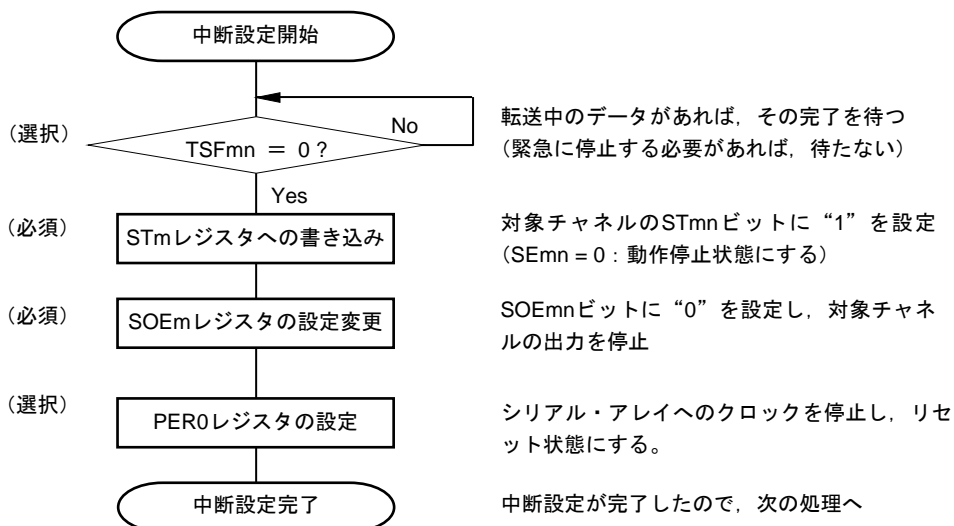 中断設定開始
（選択）
TSFmn ＝ 0？
No
転送中のデータがあれば，その完了を待つ
（緊急に停止する必要があれば，待たない）
Yes
（必須）
STmレジスタへの書き込み
対象チャネルのSTmnビットに“1”を設定
（SEmn = 0：動作停止状態にする）
（必須）
SOEmレジスタの設定変更
SOEmnビットに“0”を設定し，対象チャネ
ルの出力を停止
（選択）
PER0レジスタの設定
シリアル・アレイへのクロックを停止し，リセ
ット状態にする。
中断設定完了
中断設定が完了したので，次の処理へ